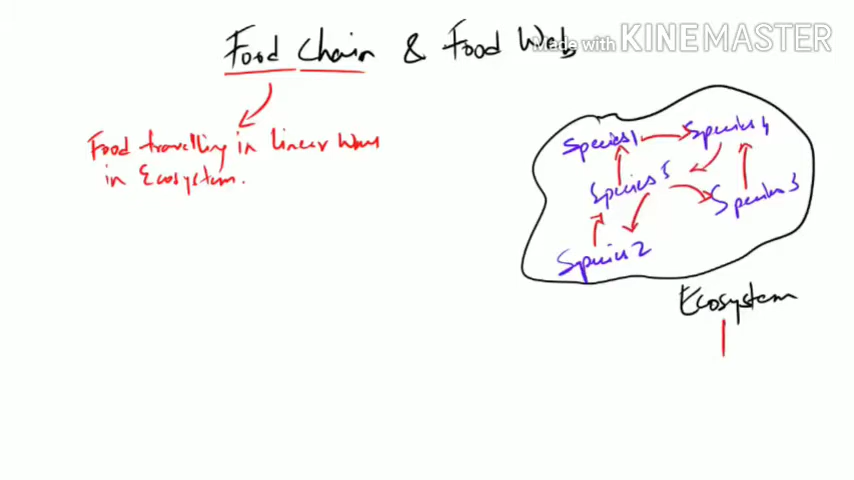 Food Chain & Food Web
Made with KINEMASTER
Food travelling in linear ways
in Ecosystem.
Species 1
Species 4
Species 5
Species 3
Species 2
Ecosystem